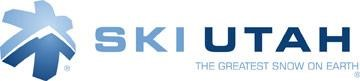 SKI UTAH
THE GREATEST SNOW ON EARTH®
®